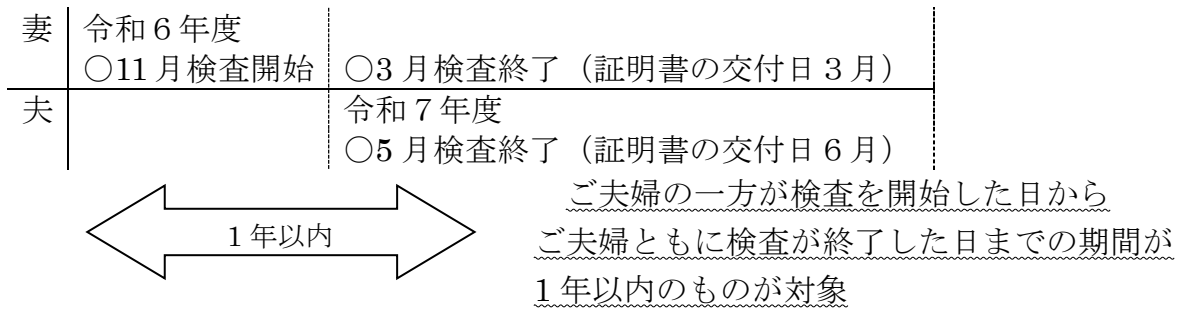 妻 令和６年度
○11月検査開始 ○3月検査終了（証明書の交付日３月）
夫 令和７年度
○5月検査終了（証明書の交付日６月）
１年以内
ご夫婦の一方が検査を開始した日から
ご夫婦ともに検査が終了した日までの期間が
１年以内のものが対象